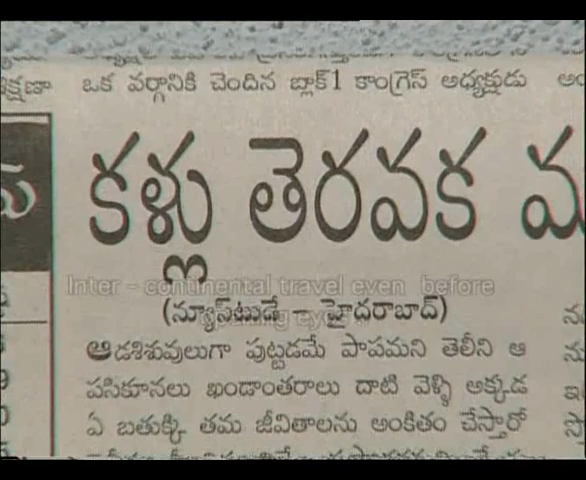 ఒక వర్గానికి చెందిన బ్లాక్1 కాంగ్రెస్ అధ్యక్షుడు
కళ్లు తెరవక
Inter - continental travel even before
(న్యూస్‌టుడే - హైదరాబాద్)
ఆడశిశువులుగా పుట్టడమే పాపమని తెలీని ఆ
పసికూనలు ఖండాంతరాలు దాటి వెళ్ళి అక్కడ
ఏ బతుక్కి తమ జీవితాలను అంకితం చేస్తారో